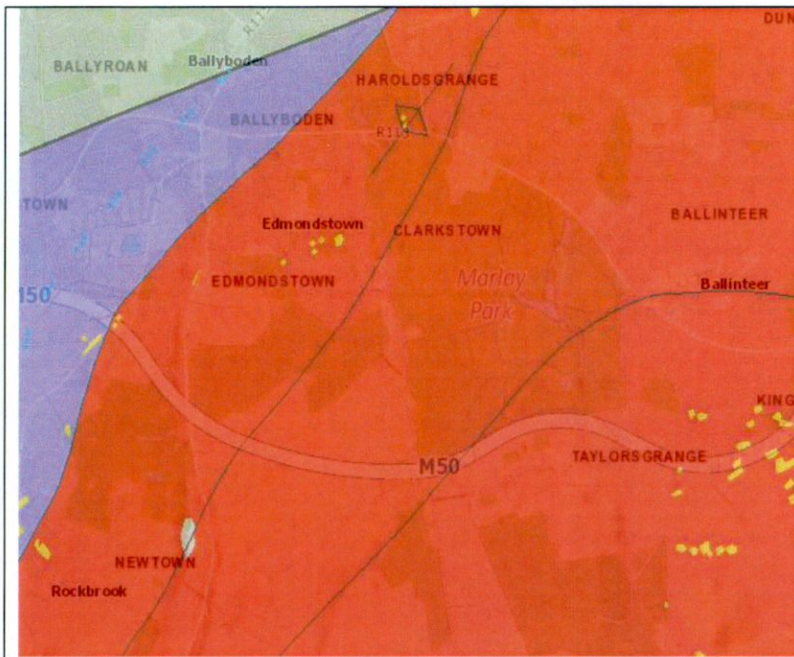 DUN
R11
BALLYROAN
Ballyboden
HAROLDSGRANGE
BALLYBODEN
R113
TOWN
BALLINTEER
Edmondstown
CLARKSTOWN
EDMONDSTOWN
Marlay
Park
Ballinteer
M50
KING
M50
TAYLORSGRANGE
NEWTOWN
Rockbrook